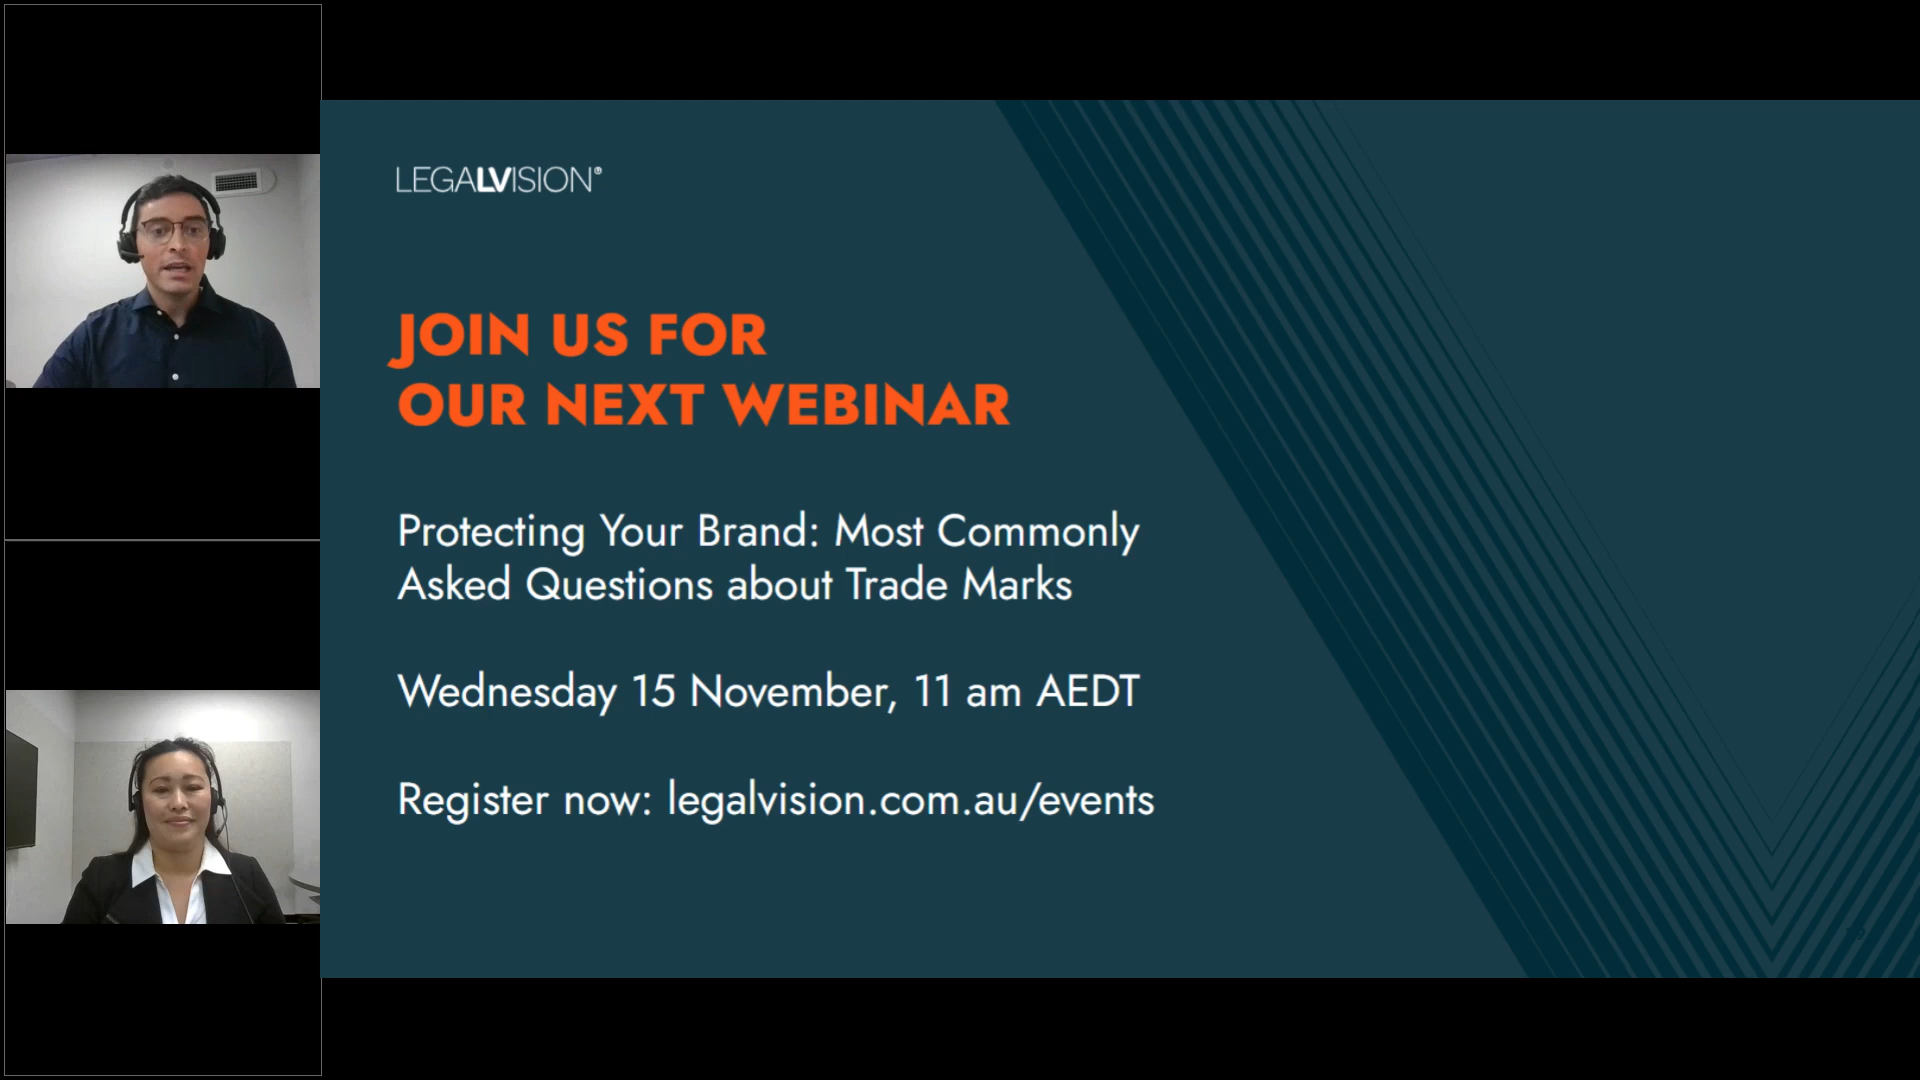 LEGALVISION®
JOIN US FOR
OUR NEXT WEBINAR
Protecting Your Brand: Most Commonly
Asked Questions about Trade Marks
Wednesday 15 November, 11 am AEDT
Register now: legalvision.com.au/events